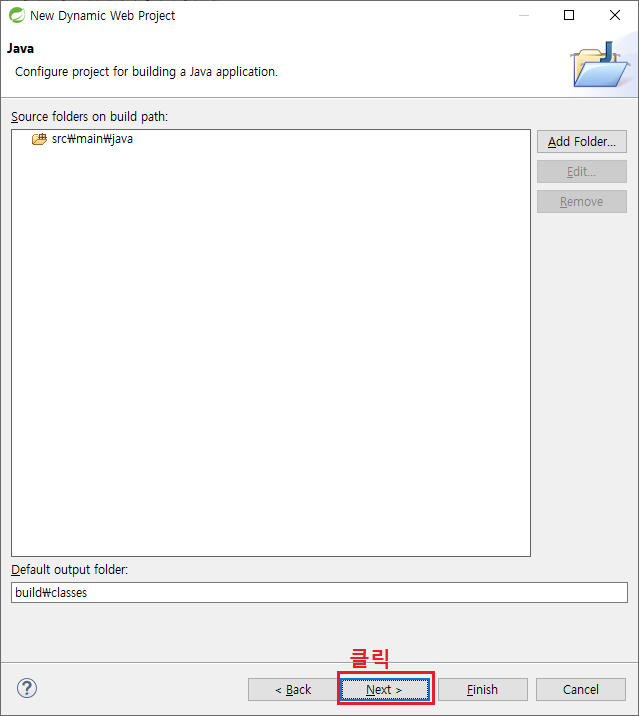 New Dynamic Web Project
Java
Configure project for building a Java application.
Source folders on build path:
src₩main₩java
Add Folder...
Edit...
Remove
Default output folder:
build₩classes
클릭
< Back
Next >
Finish
Cancel